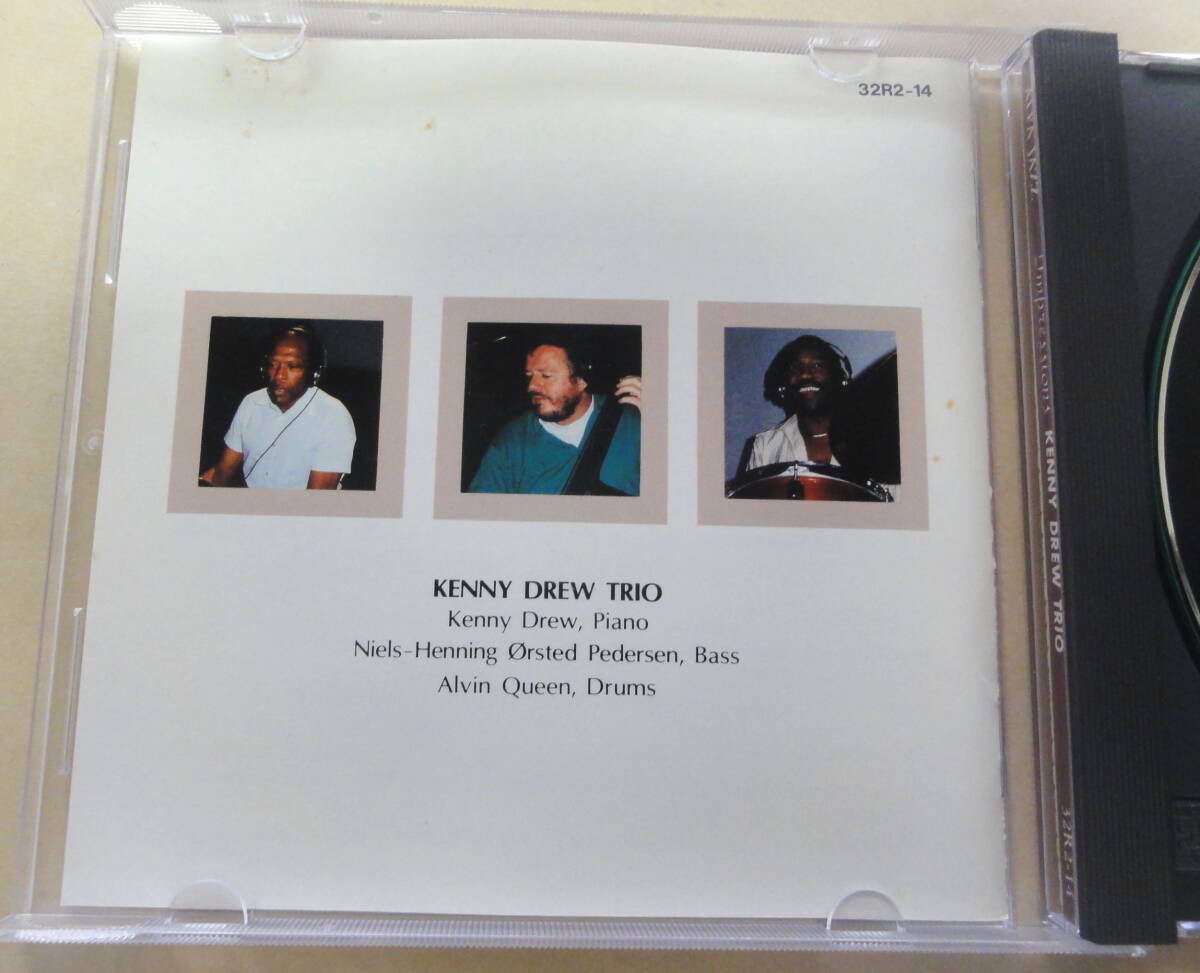 32R2-14
KENNY DREW TRIO
Kenny Drew, Piano
Niels-Henning Ørsted Pedersen, Bass
Alvin Queen, Drums
Impressions KENNY DREW TRIO
32R2-14